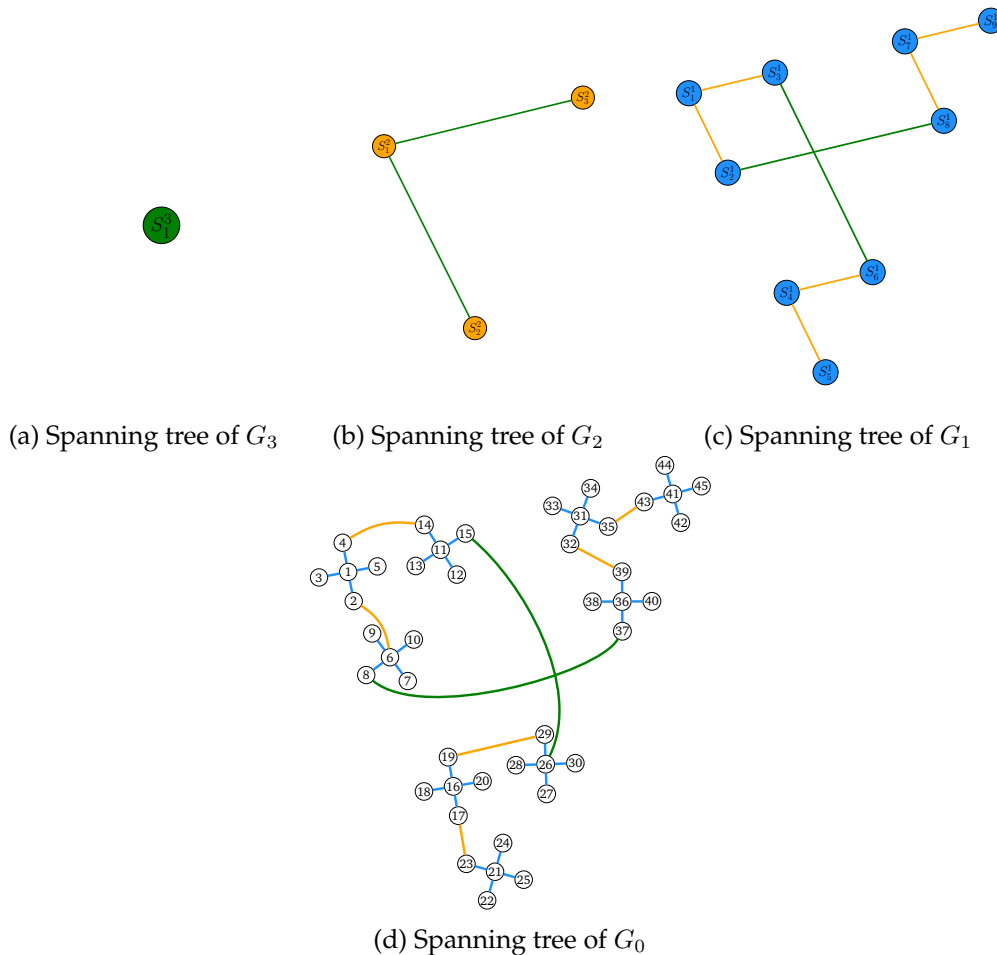 S_1^3
S_3^2
S_1^2
S_2^2
S_9^1
S_7^1
S_3^1
S_1^1
S_8^1
S_2^1
S_6^1
S_4^1
S_5^1
(a) Spanning tree of G_3
(b) Spanning tree of G_2
(c) Spanning tree of G_1
44
34
43 41 45
33
31
35
42
14
15
4
32
11
13
12
5
1
3
39
2
38 36 40
9
10
37
6
8
7
29
19
28 26 30
20
16
18
27
17
24
23
21
25
22
(d) Spanning tree of G_0